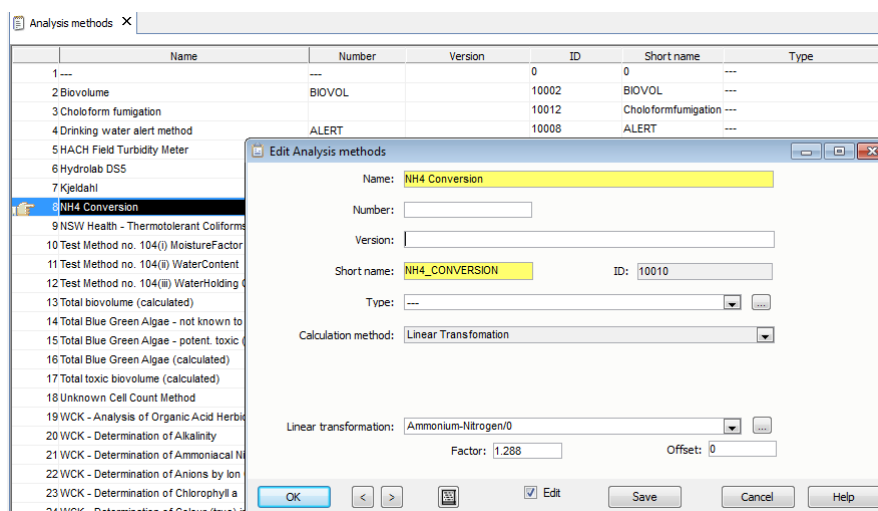 Analysis methods X
Name Number Version ID Short name Type
1 --- --- 0 0 ---
2 Biovolume BIOVOL 10002 BIOVOL ---
3 Choloform fumigation 10012 Choloformfumigation ---
4 Drinking water alert method ALERT 10008 ALERT ---
5 HACH Field Turbidity Meter
6 Hydrolab DS5
7 Kjeldahl
8 NH4 Conversion
9 NSW Health - Thermotolerant Coliforms
10 Test Method no. 104(i) MoistureFactor
11 Test Method no. 104(ii) WaterContent
12 Test Method no. 104(iii) WaterHolding
13 Total biovolume (calculated)
14 Total Blue Green Algae - not known to
15 Total Blue Green Algae - potent. toxic (
16 Total Blue Green Algae (calculated)
17 Total toxic biovolume (calculated)
18 Unknown Cell Count Method
19 WCK - Analysis of Organic Acid Herbic
20 WCK - Determination of Alkalinity
21 WCK - Determination of Ammoniacal Ni
22 WCK - Determination of Anions by Ion
23 WCK - Determination of Chlorophyll a
24 WCK - Determination of Colour (true) i
Edit Analysis methods
Name: NH4 Conversion
Number:
Version:
Short name: NH4_CONVERSION ID: 10010
Type: --- ...
Calculation method: Linear Transfomation
Linear transformation: Ammonium-Nitrogen/0 ...
Factor: 1.288 Offset: 0
OK < > Edit Save Cancel Help